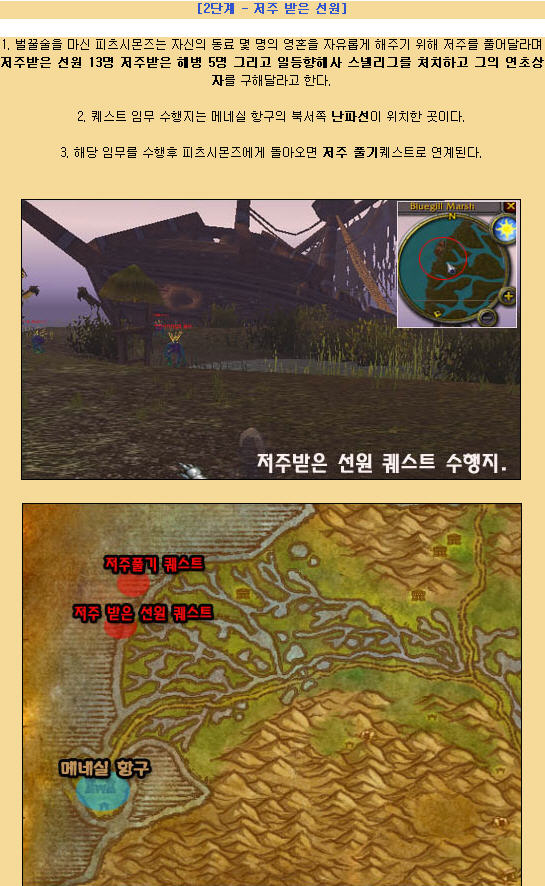 [2단계 - 저주 받은 선원]
1. 벌꿀술을 마신 피츠시몬즈는 자신의 동료 몇 명의 영혼을 자유롭게 해주기 위해 저주를 풀어달라며
저주받은 선원 13명 저주받은 해병 5명 그리고 일등항해사 스넬리그를 처치하고 그의 연초상
자를 구해달라고 한다.
2. 퀘스트 임무 수행지는 메네실 항구의 북서쪽 난파선이 위치한 곳이다.
3. 해당 임무를 수행후 피츠시몬즈에게 돌아오면 저주 풀기퀘스트로 연계된다.
Bluegill Marsh
N
저주받은 선원 퀘스트 수행지.
저주풀기 퀘스트
저주 받은 선원 퀘스트
메네실 항구